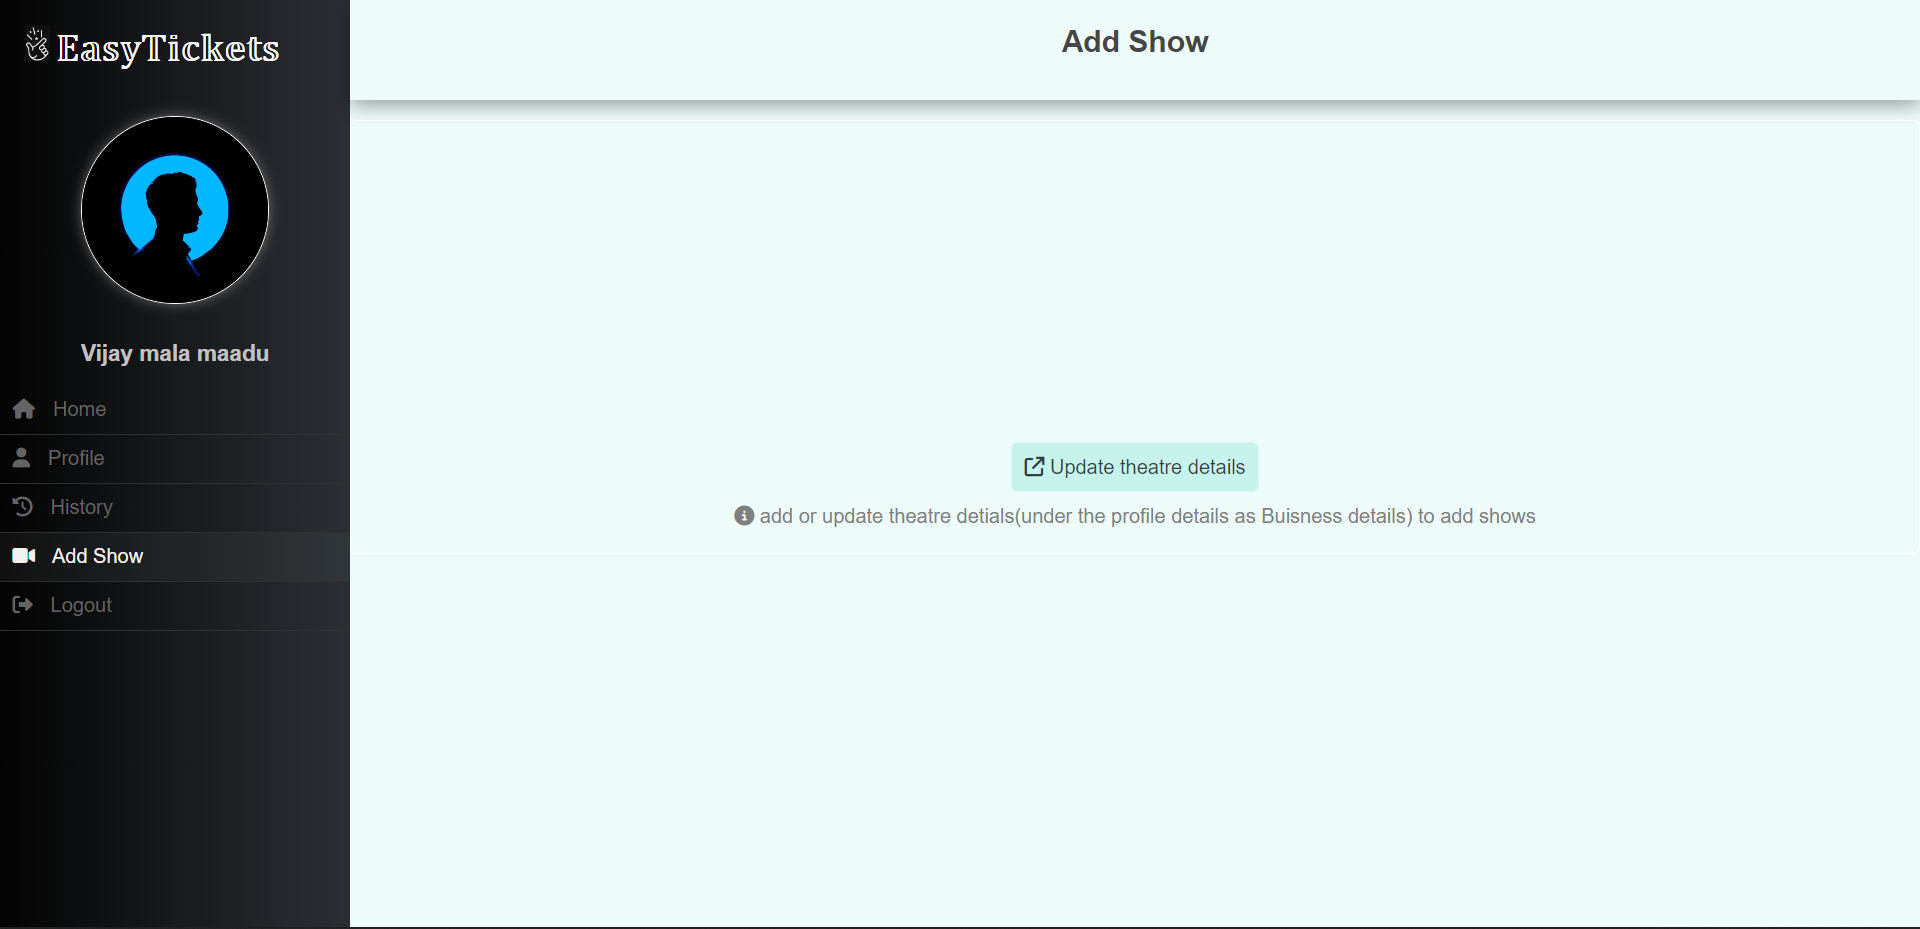 EasyTickets
Vijay mala maadu
Home
Profile
History
Add Show
Logout
Add Show
Update theatre details
add or update theatre detials(under the profile details as Buisness details) to add shows